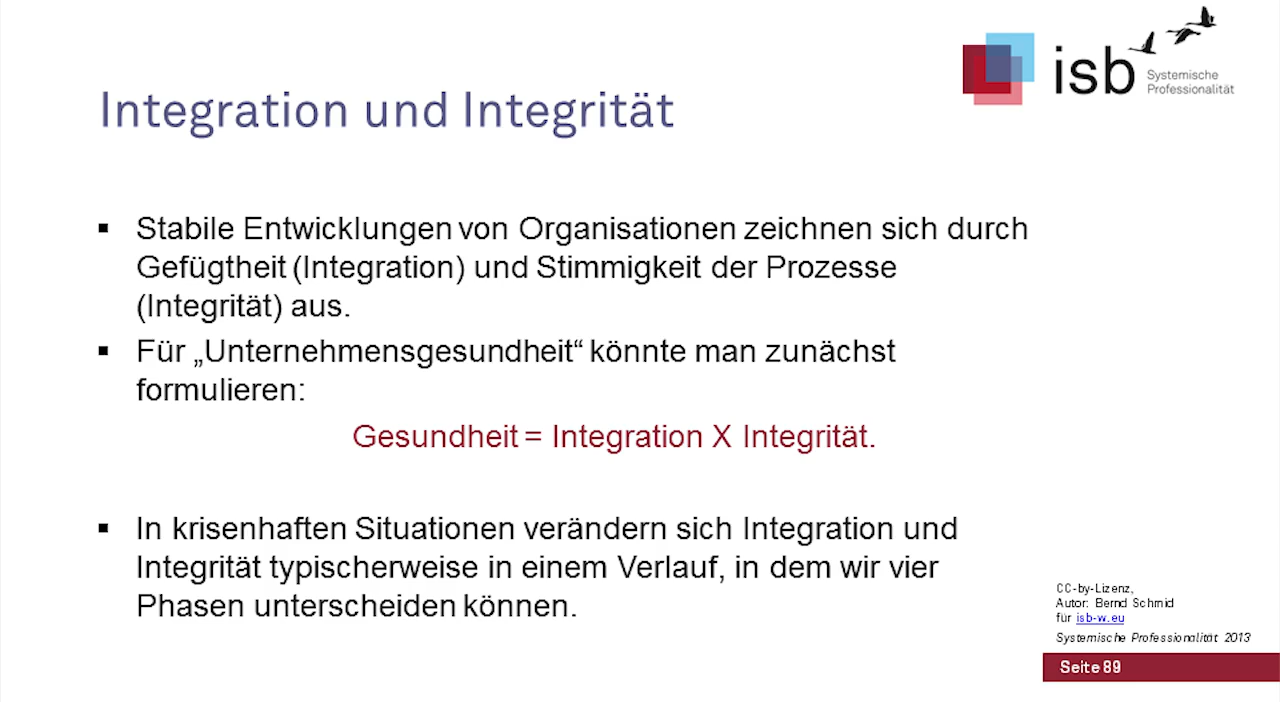 isb
Systemische
Professionalität
Integration und Integrität
▪ Stabile Entwicklungen von Organisationen zeichnen sich durch
Gefügtheit (Integration) und Stimmigkeit der Prozesse
(Integrität) aus.
▪ Für „Unternehmensgesundheit“ könnte man zunächst
formulieren:
Gesundheit = Integration X Integrität.
▪ In krisenhaften Situationen verändern sich Integration und
Integrität typischerweise in einem Verlauf, in dem wir vier
Phasen unterscheiden können.
CC-by-Lizenz,
Autor: Bernd Schmid
für isb-w.eu
Systemische Professionalität 2013
Seite 89